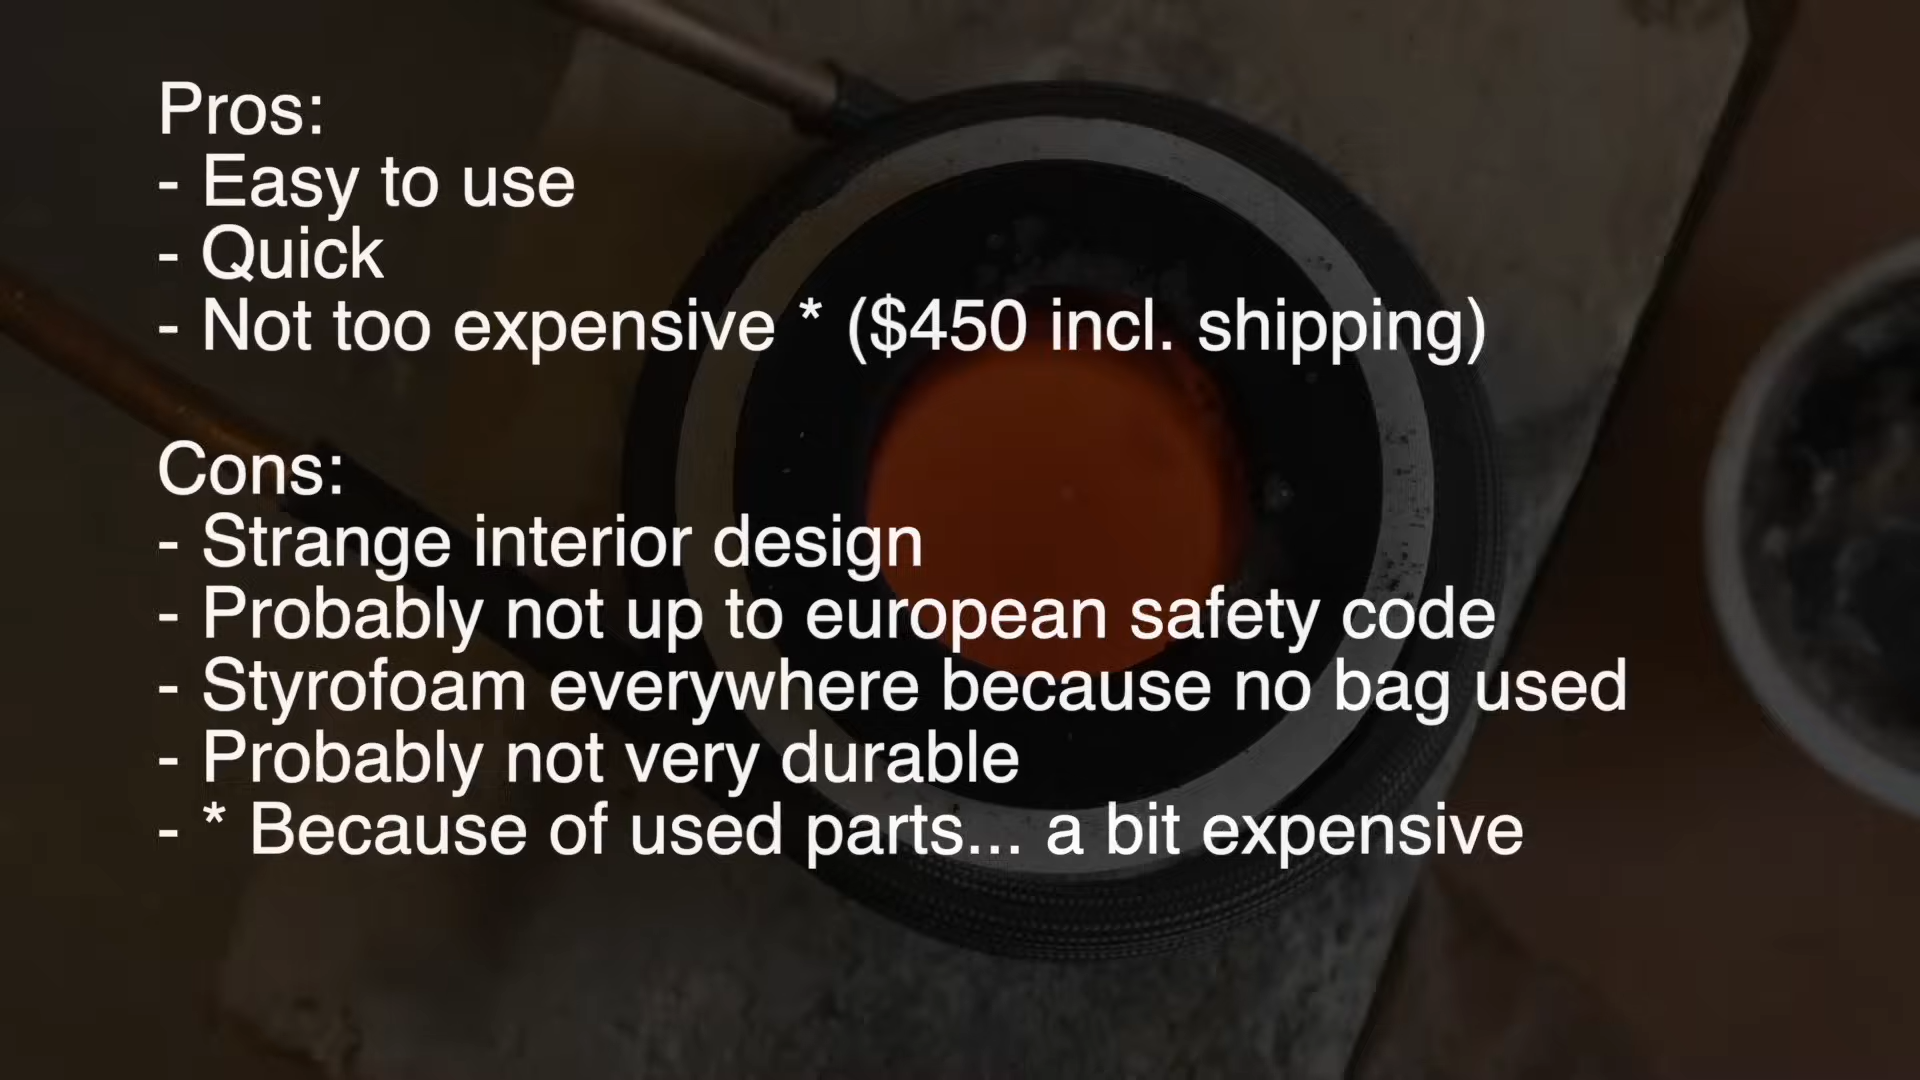 Pros:
- Easy to use
- Quick
- Not too expensive * ($450 incl. shipping)
Cons:
- Strange interior design
- Probably not up to european safety code
- Styrofoam everywhere because no bag used
- Probably not very durable
- * Because of used parts... a bit expensive